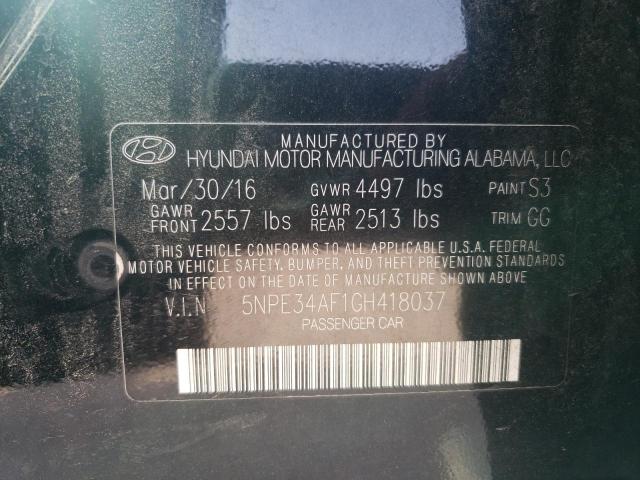 MANUFACTURED BY
HYUNDAI MOTOR MANUFACTURING ALABAMA, LLC
Mar/30/16 GVWR 4497 lbs PAINT S3
GAWR FRONT 2557 lbs GAWR REAR 2513 lbs TRIM GG
THIS VEHICLE CONFORMS TO ALL APPLICABLE U.S.A. FEDERAL
MOTOR VEHICLE SAFETY, BUMPER, AND THEFT PREVENTION STANDARDS
IN EFFECT ON THE DATE OF MANUFACTURE SHOWN ABOVE.
V.I.N 5NPE34AF1GH418037
PASSENGER CAR